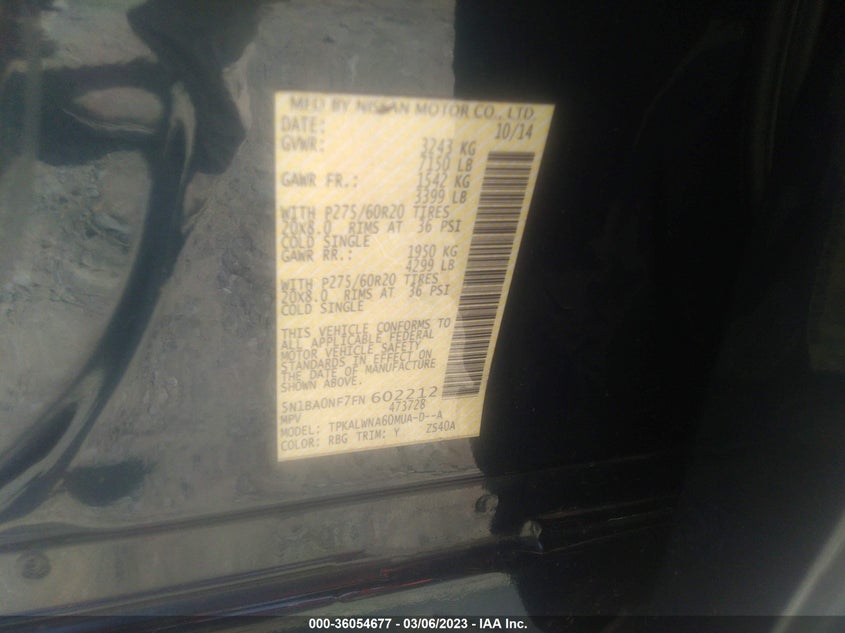 MFD BY NISSAN MOTOR CO., LTD.
DATE: 10/14
GVWR: 3243 KG
7150 LB
GAWR FR.: 1542 KG
3399 LB
WITH P275/60R20 TIRES
20X8.0 RIMS AT 36 PSI
COLD SINGLE
GAWR RR.: 1950 KG
4299 LB
WITH P275/60R20 TIRES
20X8.0 RIMS AT 36 PSI
COLD SINGLE
THIS VEHICLE CONFORMS TO
ALL APPLICABLE FEDERAL
MOTOR VEHICLE SAFETY
STANDARDS IN EFFECT ON
THE DATE OF MANUFACTURE
SHOWN ABOVE.
5N1BA0NF7FN 602212
MPV 473728
MODEL: TPKALWNA60MUA-D--A
COLOR: RBG TRIM: Y ZS40A
000-36054677 - 03/06/2023 - IAA Inc.